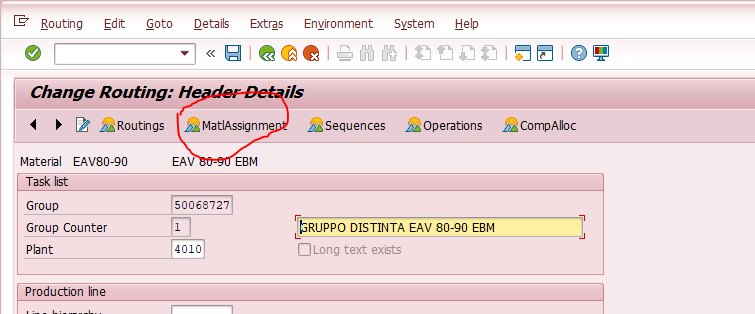 Routing Edit Goto Details Extras Environment System Help
Change Routing: Header Details
Routings MatlAssignment Sequences Operations CompAlloc
Material EAV80-90 EAV 80-90 EBM
Task list
Group 50068727
Group Counter 1 GRUPPO DISTINTA EAV 80-90 EBM
Plant 4010 Long text exists
Production line
Line hierarchy